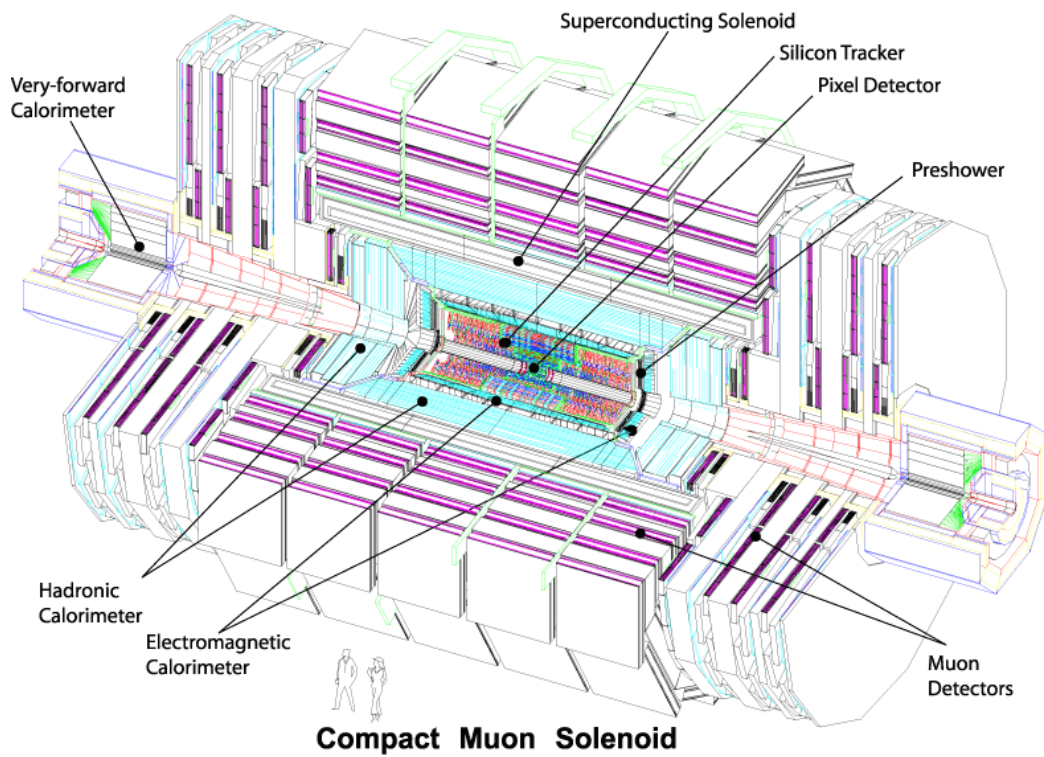 Superconducting Solenoid
Silicon Tracker
Pixel Detector
Very-forward
Calorimeter
Preshower
Hadronic
Calorimeter
Electromagnetic
Calorimeter
Muon
Detectors
Compact Muon Solenoid